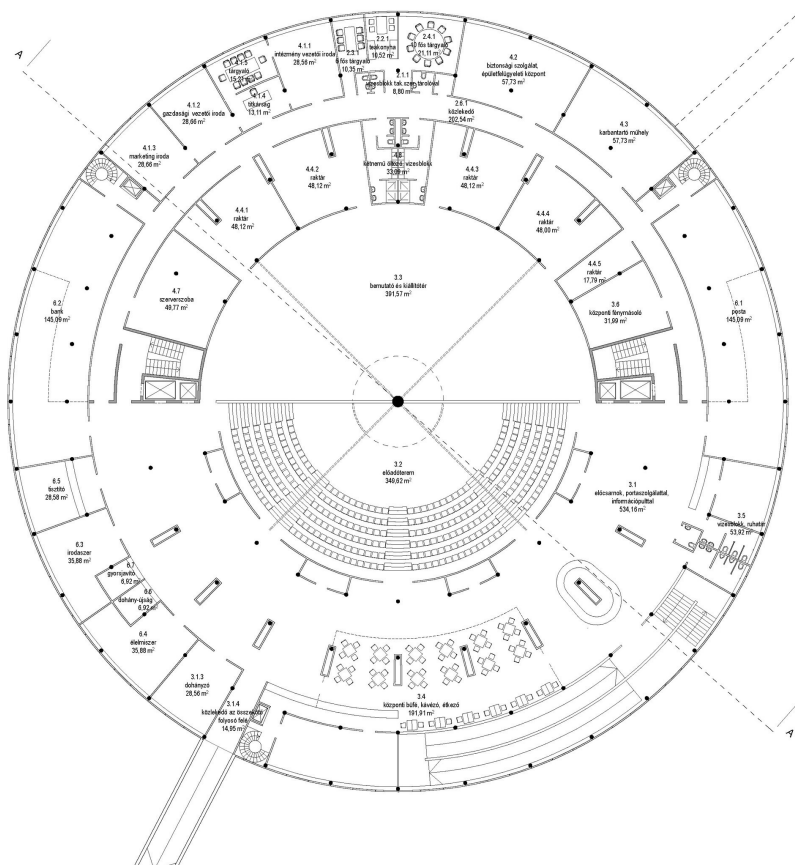 A
4.1.1
intézmény vezetői iroda
28,56 m²
2.3.1
6 fős tárgyaló
10,35 m²
2.2.1
teakonyha
10,52 m²
2.4.1
10 fős tárgyaló
21,11 m²
4.2
biztonsági szolgálat,
épületfelügyeleti központ
57,73 m²
4.1.5
tárgyaló
4.1.4
titkárság
13,11 m²
2.1.1
vizesblokk tak.szer. tárolóval
8,80 m²
4.1.2
gazdasági vezetői iroda
28,66 m²
2.6.1
közlekedő
202,54 m²
4.3
karbantartó műhely
57,73 m²
4.1.3
marketing iroda
28,66 m²
4.4.2
raktár
48,12 m²
4.6
kétnemű öltöző, vizesblokk
33,09 m²
4.4.3
raktár
48,12 m²
4.4.1
raktár
48,12 m²
4.4.4
raktár
48,00 m²
4.4.5
raktár
17,79 m²
4.7
szerverszoba
49,77 m²
3.3
bemutató és kiállítótér
391,57 m²
3.6
központi fénymásoló
31,99 m²
6.2
bank
145,09 m²
6.1
posta
145,09 m²
3.2
előadóterem
349,62 m²
3.1
előcsarnok, portaszolgálattal,
információpulttal
534,16 m²
6.5
tisztító
28,58 m²
3.5
vizesblokk, ruhatár
53,92 m²
6.3
irodaszer
35,88 m²
6.7
gyorsjavító
6,92 m²
6.6
dohány-újság
6,92 m²
6.4
élelmiszer
35,88 m²
3.1.3
dohányzó
28,56 m²
3.1.4
közlekedő az összekötő
folyosó felé
14,95 m²
3.4
központi büfé, kávézó, étkező
191,91 m²
A